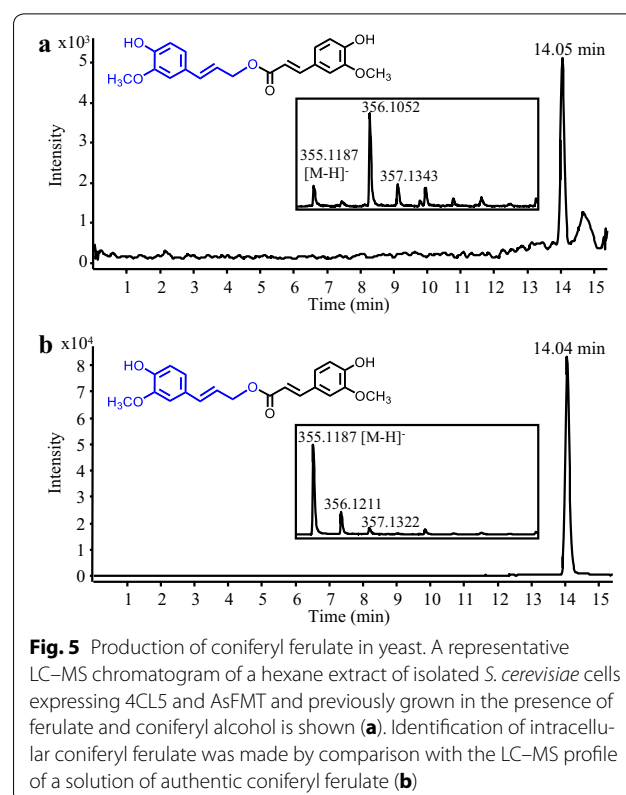 a
x10³
HO
H₃CO
O
O
OH
OCH₃
14.05 min
5
4
3
2
1
0
Intensity
356.1052
355.1187
[M-H]⁻
357.1343
1 2 3 4 5 6 7 8 9 10 11 12 13 14 15
Time (min)
b
x10⁴
HO
H₃CO
O
O
OH
OCH₃
14.04 min
8
7
6
5
4
3
2
1
0
Intensity
355.1187 [M-H]⁻
356.1211
357.1322
1 2 3 4 5 6 7 8 9 10 11 12 13 14 15
Time (min)
Fig. 5 Production of coniferyl ferulate in yeast. A representative
LC–MS chromatogram of a hexane extract of isolated S. cerevisiae cells
expressing 4CL5 and AsFMT and previously grown in the presence of
ferulate and coniferyl alcohol is shown (a). Identification of intracellu-
lar coniferyl ferulate was made by comparison with the LC–MS profile
of a solution of authentic coniferyl ferulate (b)